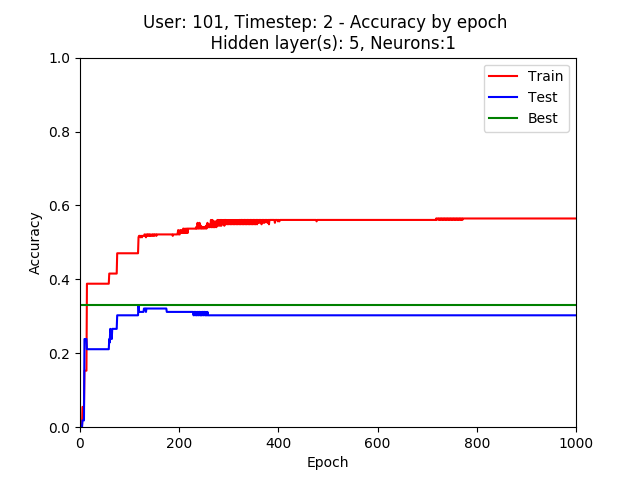 User: 101, Timestep: 2 - Accuracy by epoch
Hidden layer(s): 5, Neurons:1
1.0
0.8
0.6
0.4
0.2
0.0
Accuracy
Train
Test
Best
0
200
400
600
800
1000
Epoch